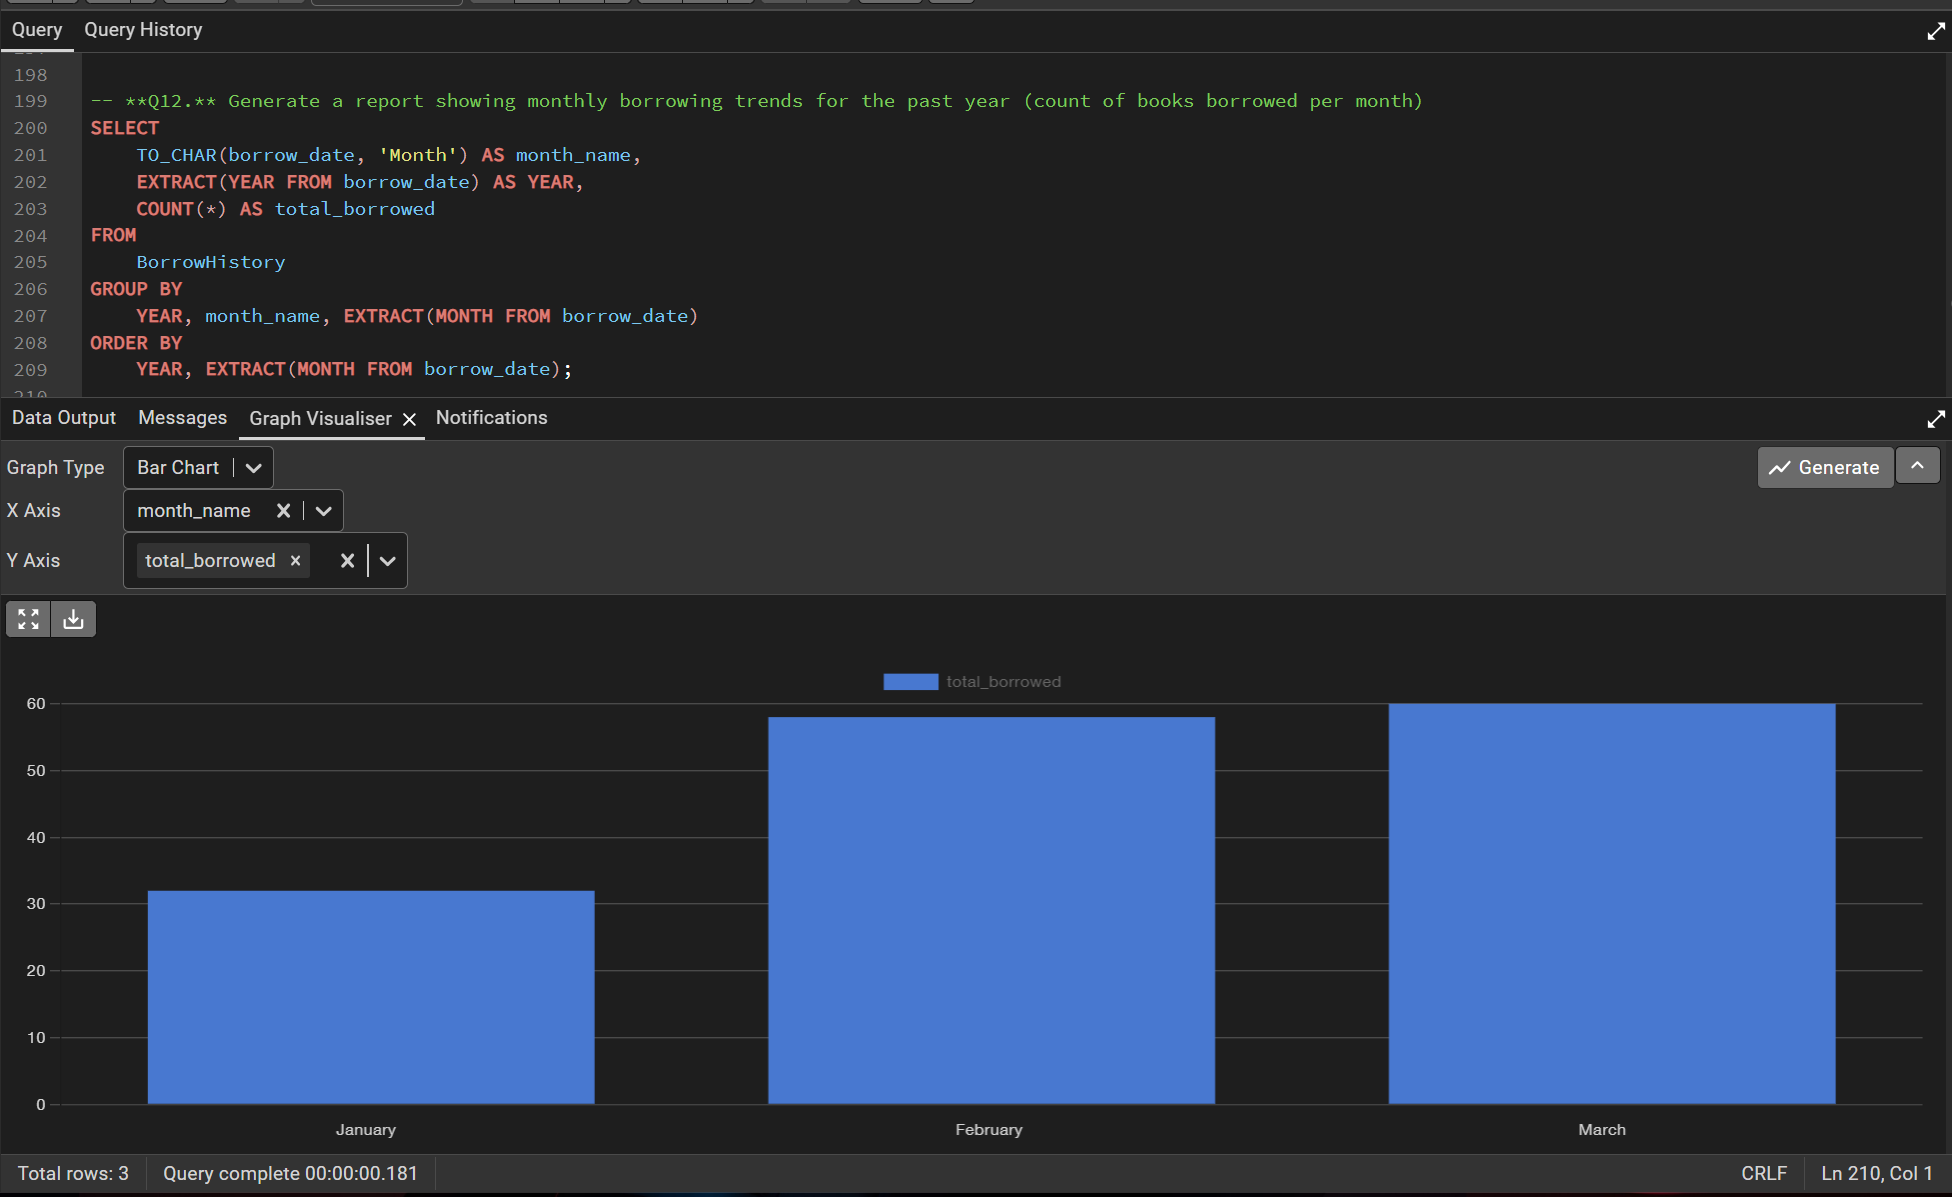 Query Query History
198
199 -- **Q12.** Generate a report showing monthly borrowing trends for the past year (count of books borrowed per month)
200 SELECT
201 TO_CHAR(borrow_date, 'Month') AS month_name,
202 EXTRACT(YEAR FROM borrow_date) AS YEAR,
203 COUNT(*) AS total_borrowed
204 FROM
205 BorrowHistory
206 GROUP BY
207 YEAR, month_name, EXTRACT(MONTH FROM borrow_date)
208 ORDER BY
209 YEAR, EXTRACT(MONTH FROM borrow_date);
210
Data Output Messages Graph Visualiser Notifications
Graph Type Bar Chart Generate
X Axis month_name
Y Axis total_borrowed
total_borrowed
60
50
40
30
20
10
0
January February March
Total rows: 3 Query complete 00:00:00.181 CRLF Ln 210, Col 1